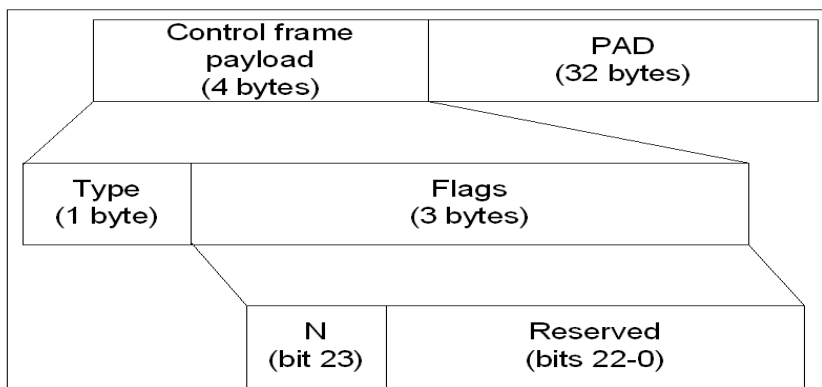 Control frame
payload
(4 bytes)
PAD
(32 bytes)
Type
(1 byte)
Flags
(3 bytes)
N
(bit 23)
Reserved
(bits 22-0)